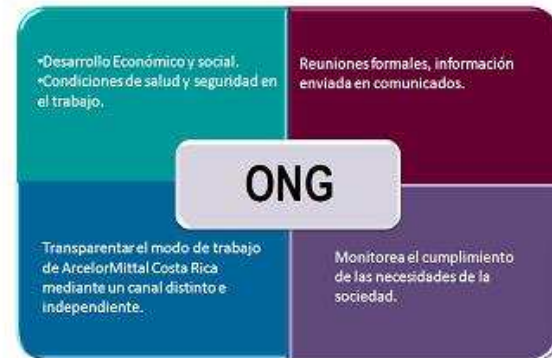 •Desarrollo Económico y social.
•Condiciones de salud y seguridad en
el trabajo.
Reuniones formales, información
enviada en comunicados.
ONG
Transparentar el modo de trabajo
de ArcelorMittal Costa Rica
mediante un canal distinto e
independiente.
Monitorea el cumplimiento
de las necesidades de la
sociedad.